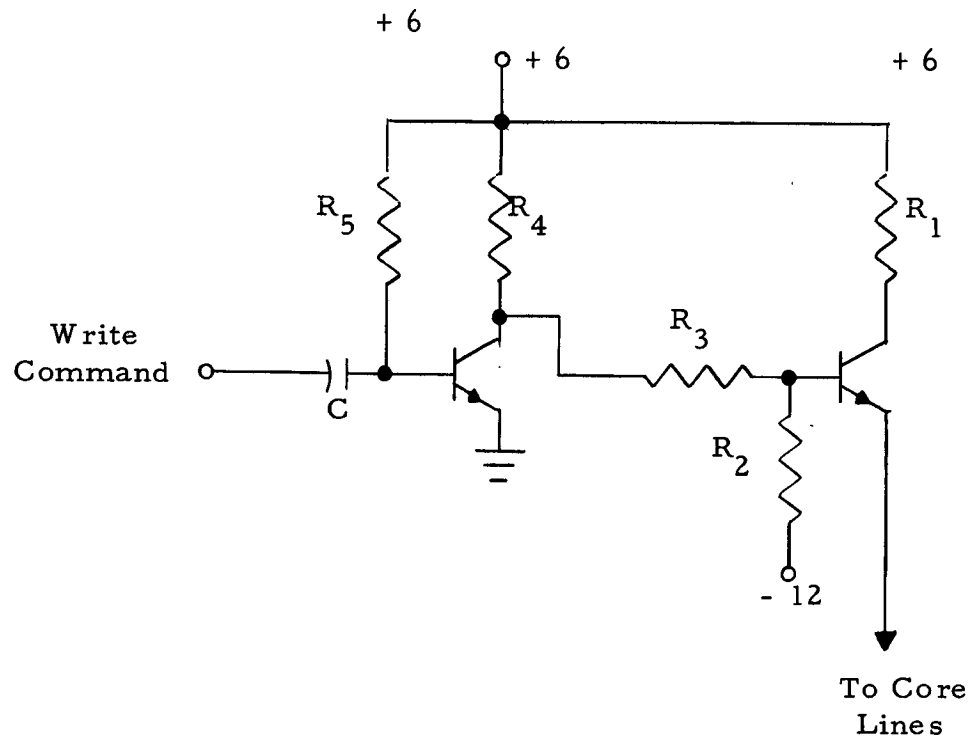 + 6
+ 6
+ 6
R5
R4
R1
Write
Command
C
R3
R2
- 12
To Core
Lines